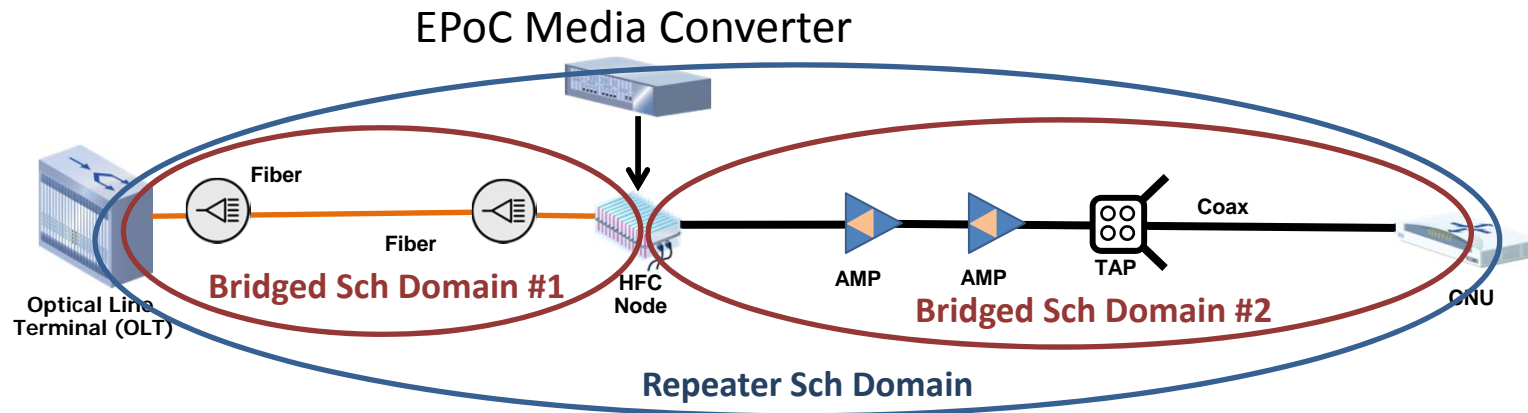 EPoC Media Converter
Fiber
Fiber
Coax
Bridged Sch Domain #1
HFC
Node
AMP
AMP
TAP
Optical Line
Terminal (OLT)
Bridged Sch Domain #2
ONU
Repeater Sch Domain